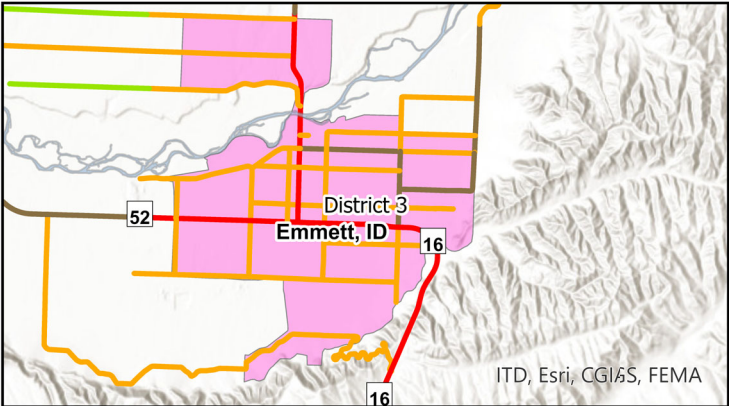 52
District 3
Emmett, ID
16
ITD, Esri, CGIAS, FEMA
16